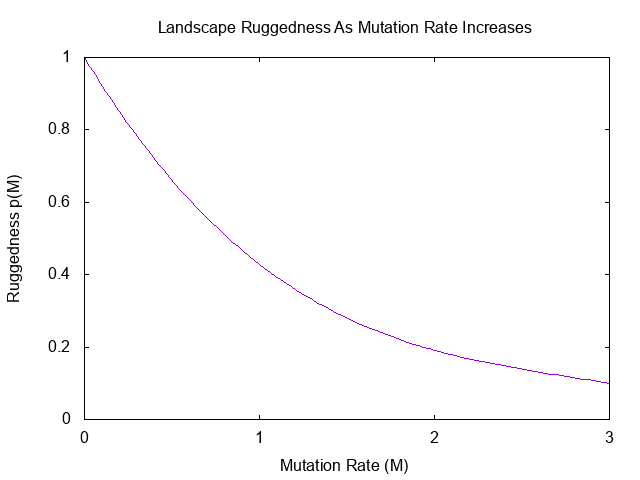 Landscape Ruggedness As Mutation Rate Increases
1
0.8
0.6
0.4
0.2
0
Ruggedness p(M)
0 1 2 3
Mutation Rate (M)